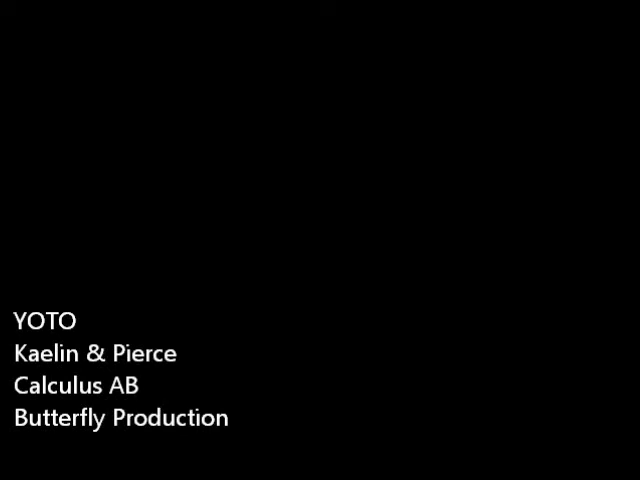 YOTO
Kaelin & Pierce
Calculus AB
Butterfly Production